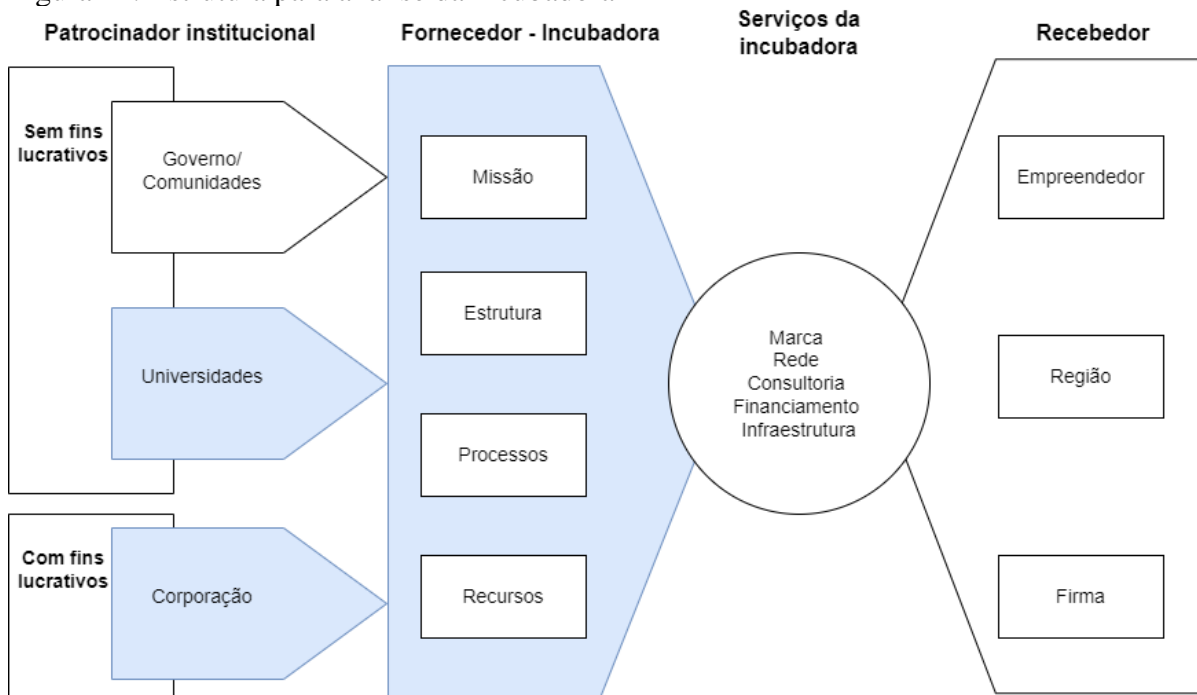 Patrocinador institucional
Fornecedor - Incubadora
Serviços da
incubadora
Recebedor
Sem fins
lucrativos
Governo/
Comunidades
Universidades
Com fins
lucrativos
Corporação
Missão
Estrutura
Processos
Recursos
Marca
Rede
Consultoria
Financiamento
Infraestrutura
Empreendedor
Região
Firma